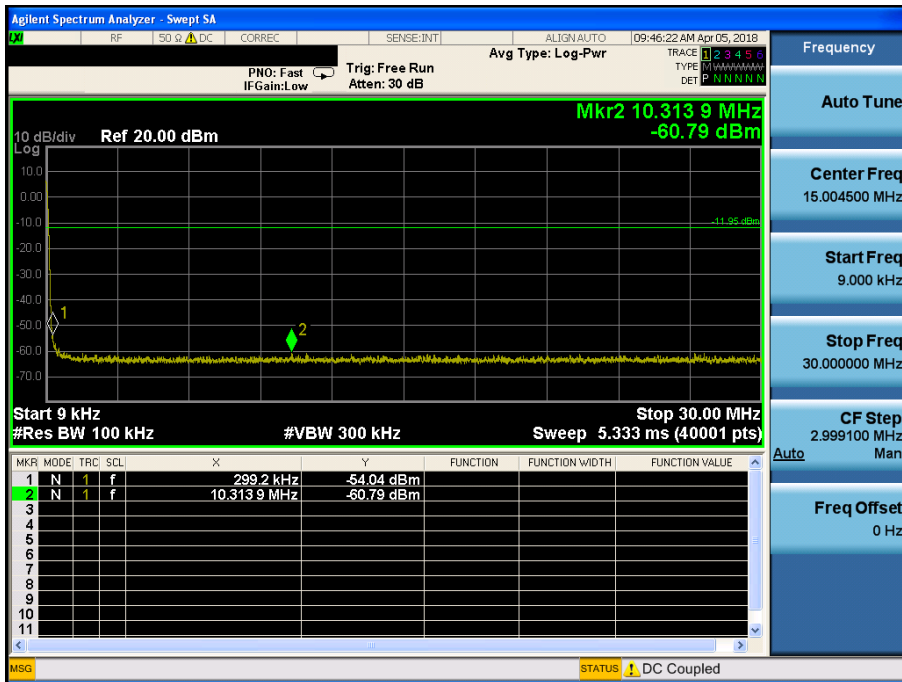 Agilent Spectrum Analyzer - Swept SA
LXI RF 50 Ω DC CORREC SENSE:INT ALIGN AUTO 09:46:22 AM Apr 05, 2018
Frequency
Avg Type: Log-Pwr TRACE 1 2 3 4 5 6
PNO: Fast Trig: Free Run TYPE M WWWWW
IFGain:Low Atten: 30 dB DET P N N N N N
Auto Tune
Mkr2 10.313 9 MHz
-60.79 dBm
10 dB/div Ref 20.00 dBm
Log
10.0
0.00
-10.0
-11.95 dBm
-20.0
-30.0
-40.0
-50.0
-60.0
-70.0
1
2
Center Freq
15.004500 MHz
Start Freq
9.000 kHz
Stop Freq
30.000000 MHz
Start 9 kHz Stop 30.00 MHz
#Res BW 100 kHz #VBW 300 kHz Sweep 5.333 ms (40001 pts)
CF Step
2.999100 MHz
Auto Man
MKR MODE TRC SCL X Y FUNCTION FUNCTION WIDTH FUNCTION VALUE
1 N 1 f 299.2 kHz -54.04 dBm
2 N 1 f 10.313 9 MHz -60.79 dBm
3
4
5
6
7
8
9
10
11
Freq Offset
0 Hz
MSG STATUS DC Coupled